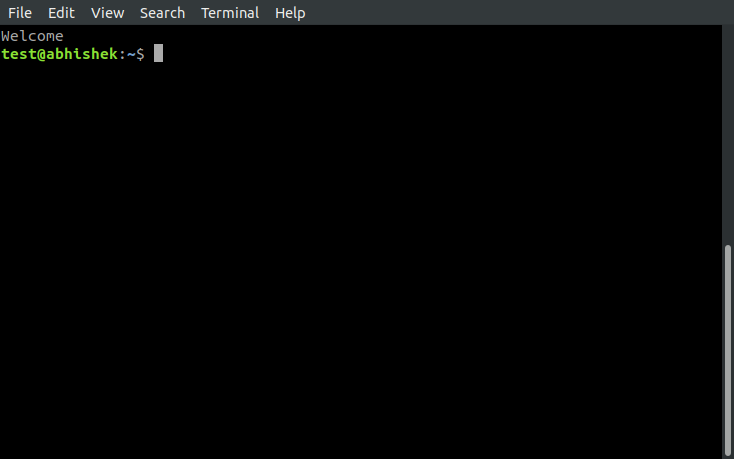 File Edit View Search Terminal Help
Welcome
test@abhishek:~$